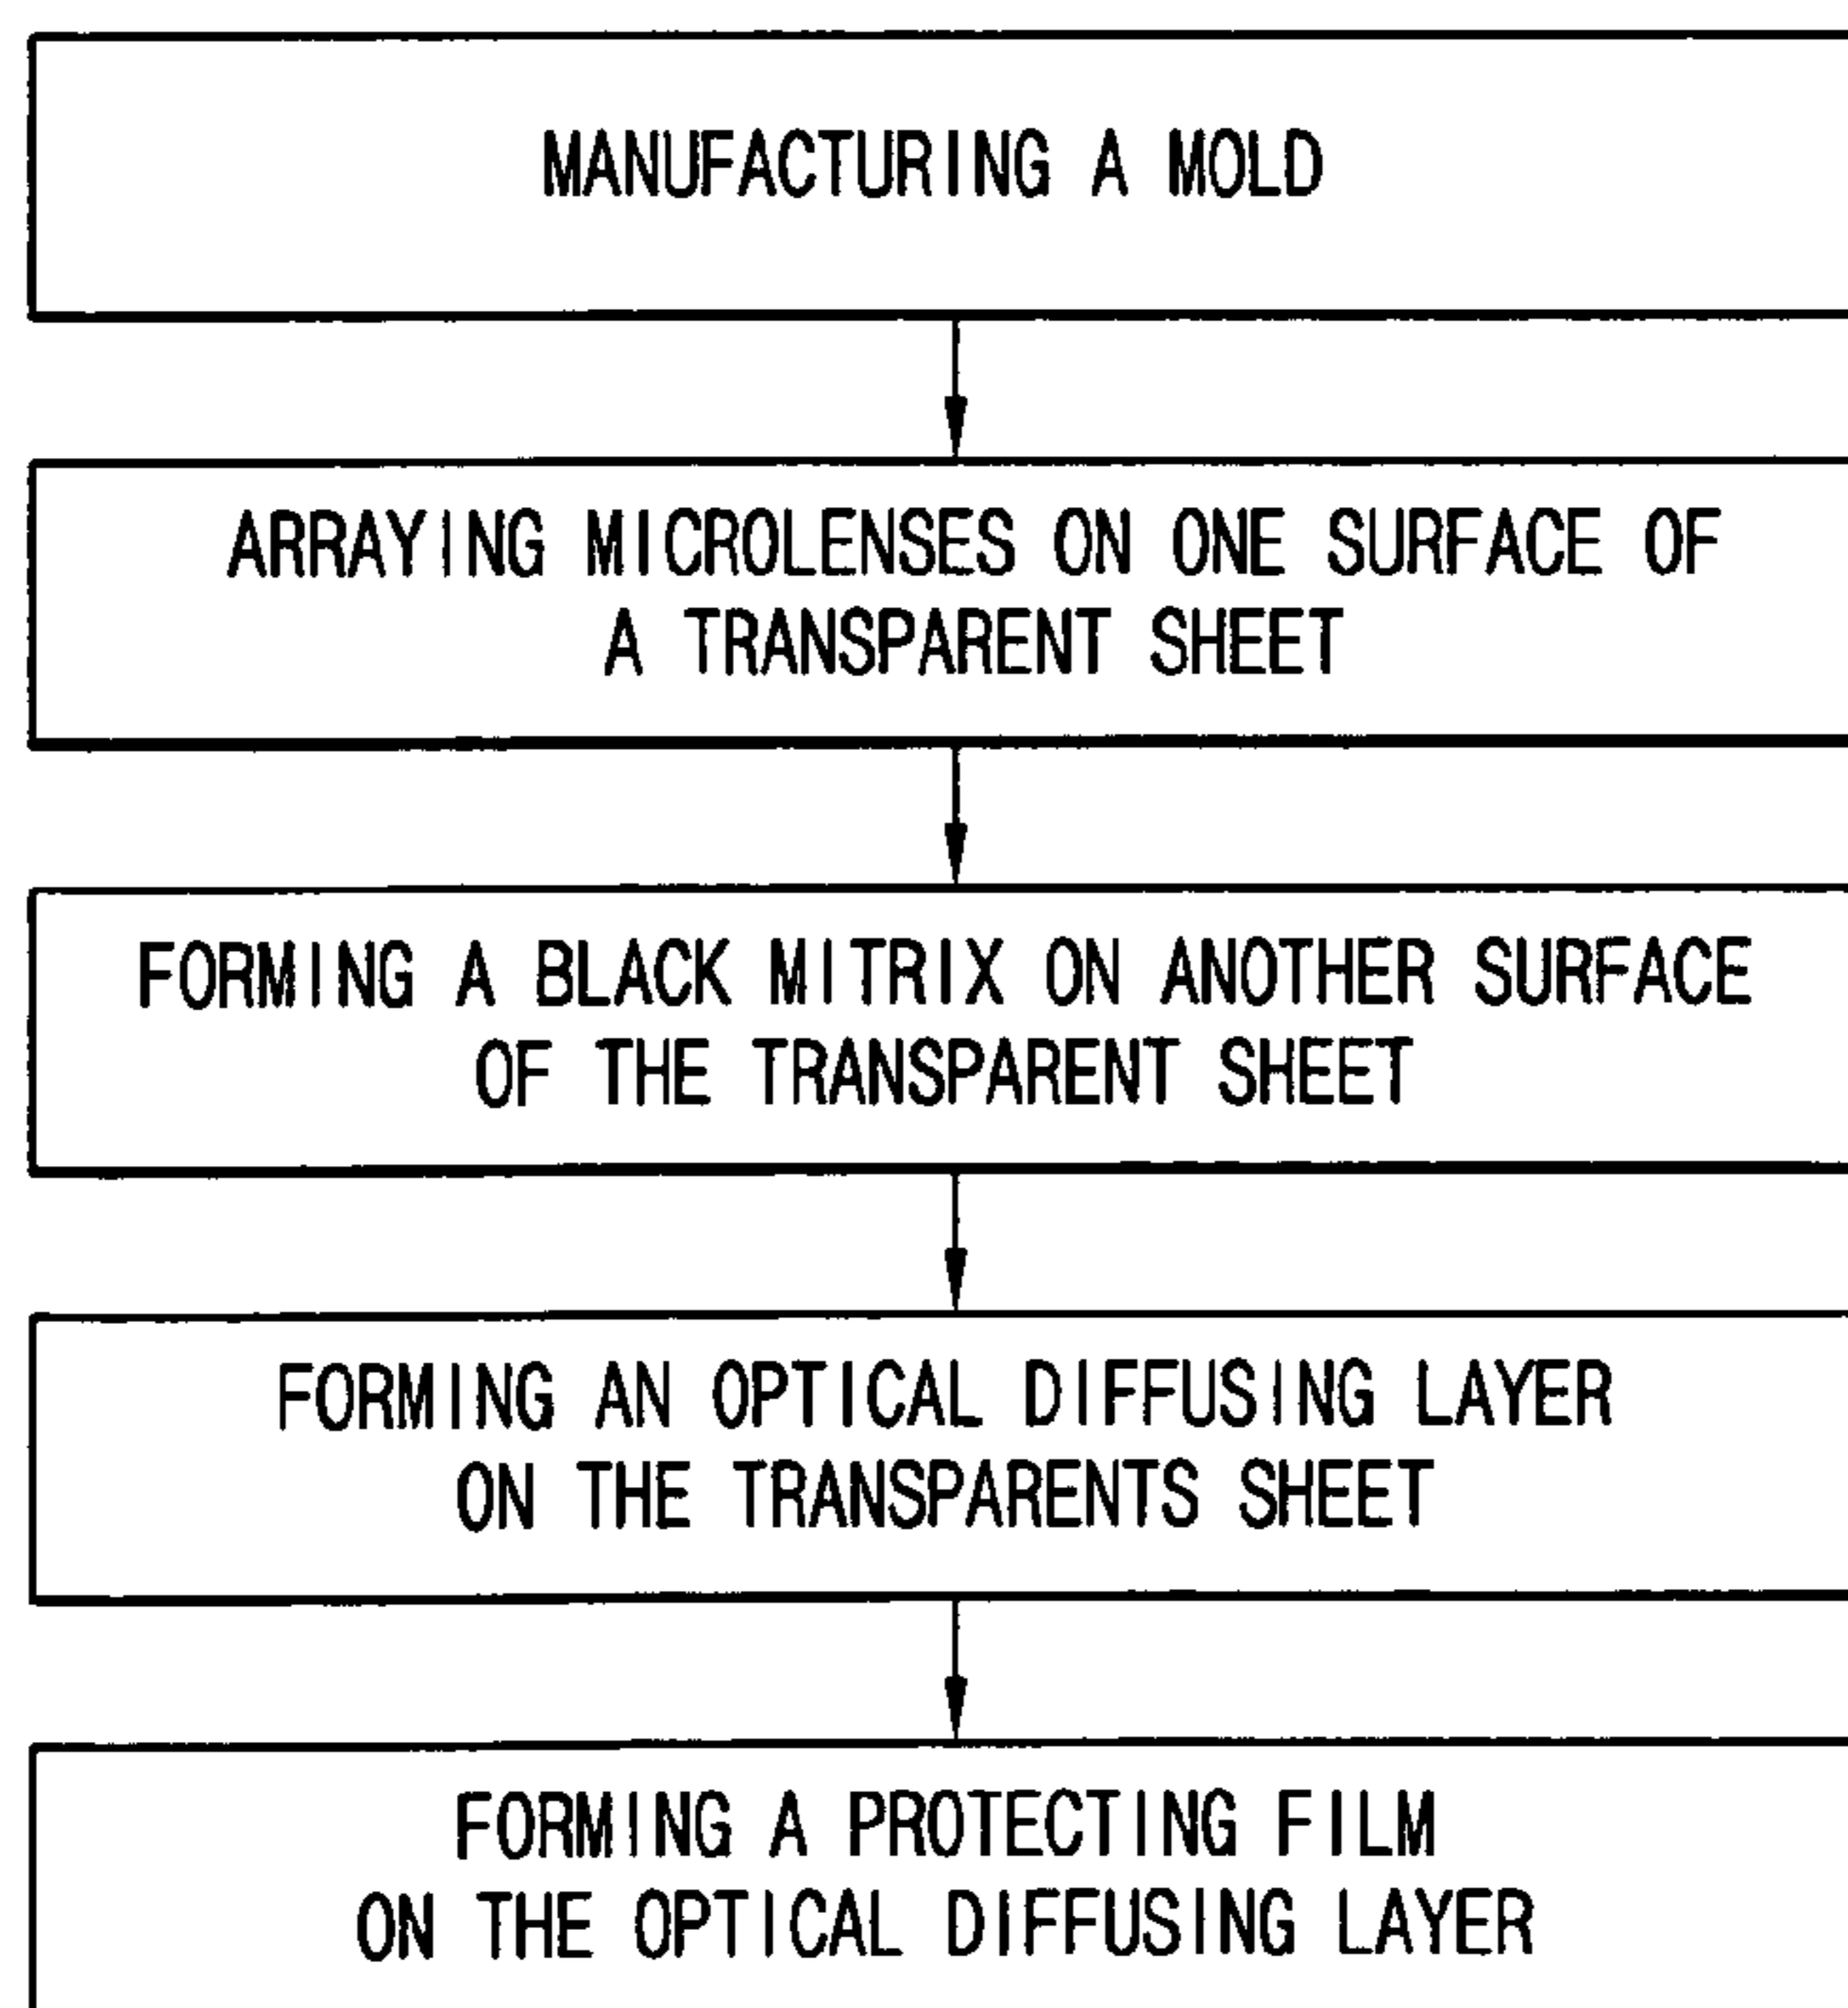 MANUFACTURING A MOLD
ARRAYING MICROLENSES ON ONE SURFACE OF
A TRANSPARENT SHEET
FORMING A BLACK MITRIX ON ANOTHER SURFACE
OF THE TRANSPARENT SHEET
FORMING AN OPTICAL DIFFUSING LAYER
ON THE TRANSPARENTS SHEET
FORMING A PROTECTING FILM
ON THE OPTICAL DIFFUSING LAYER